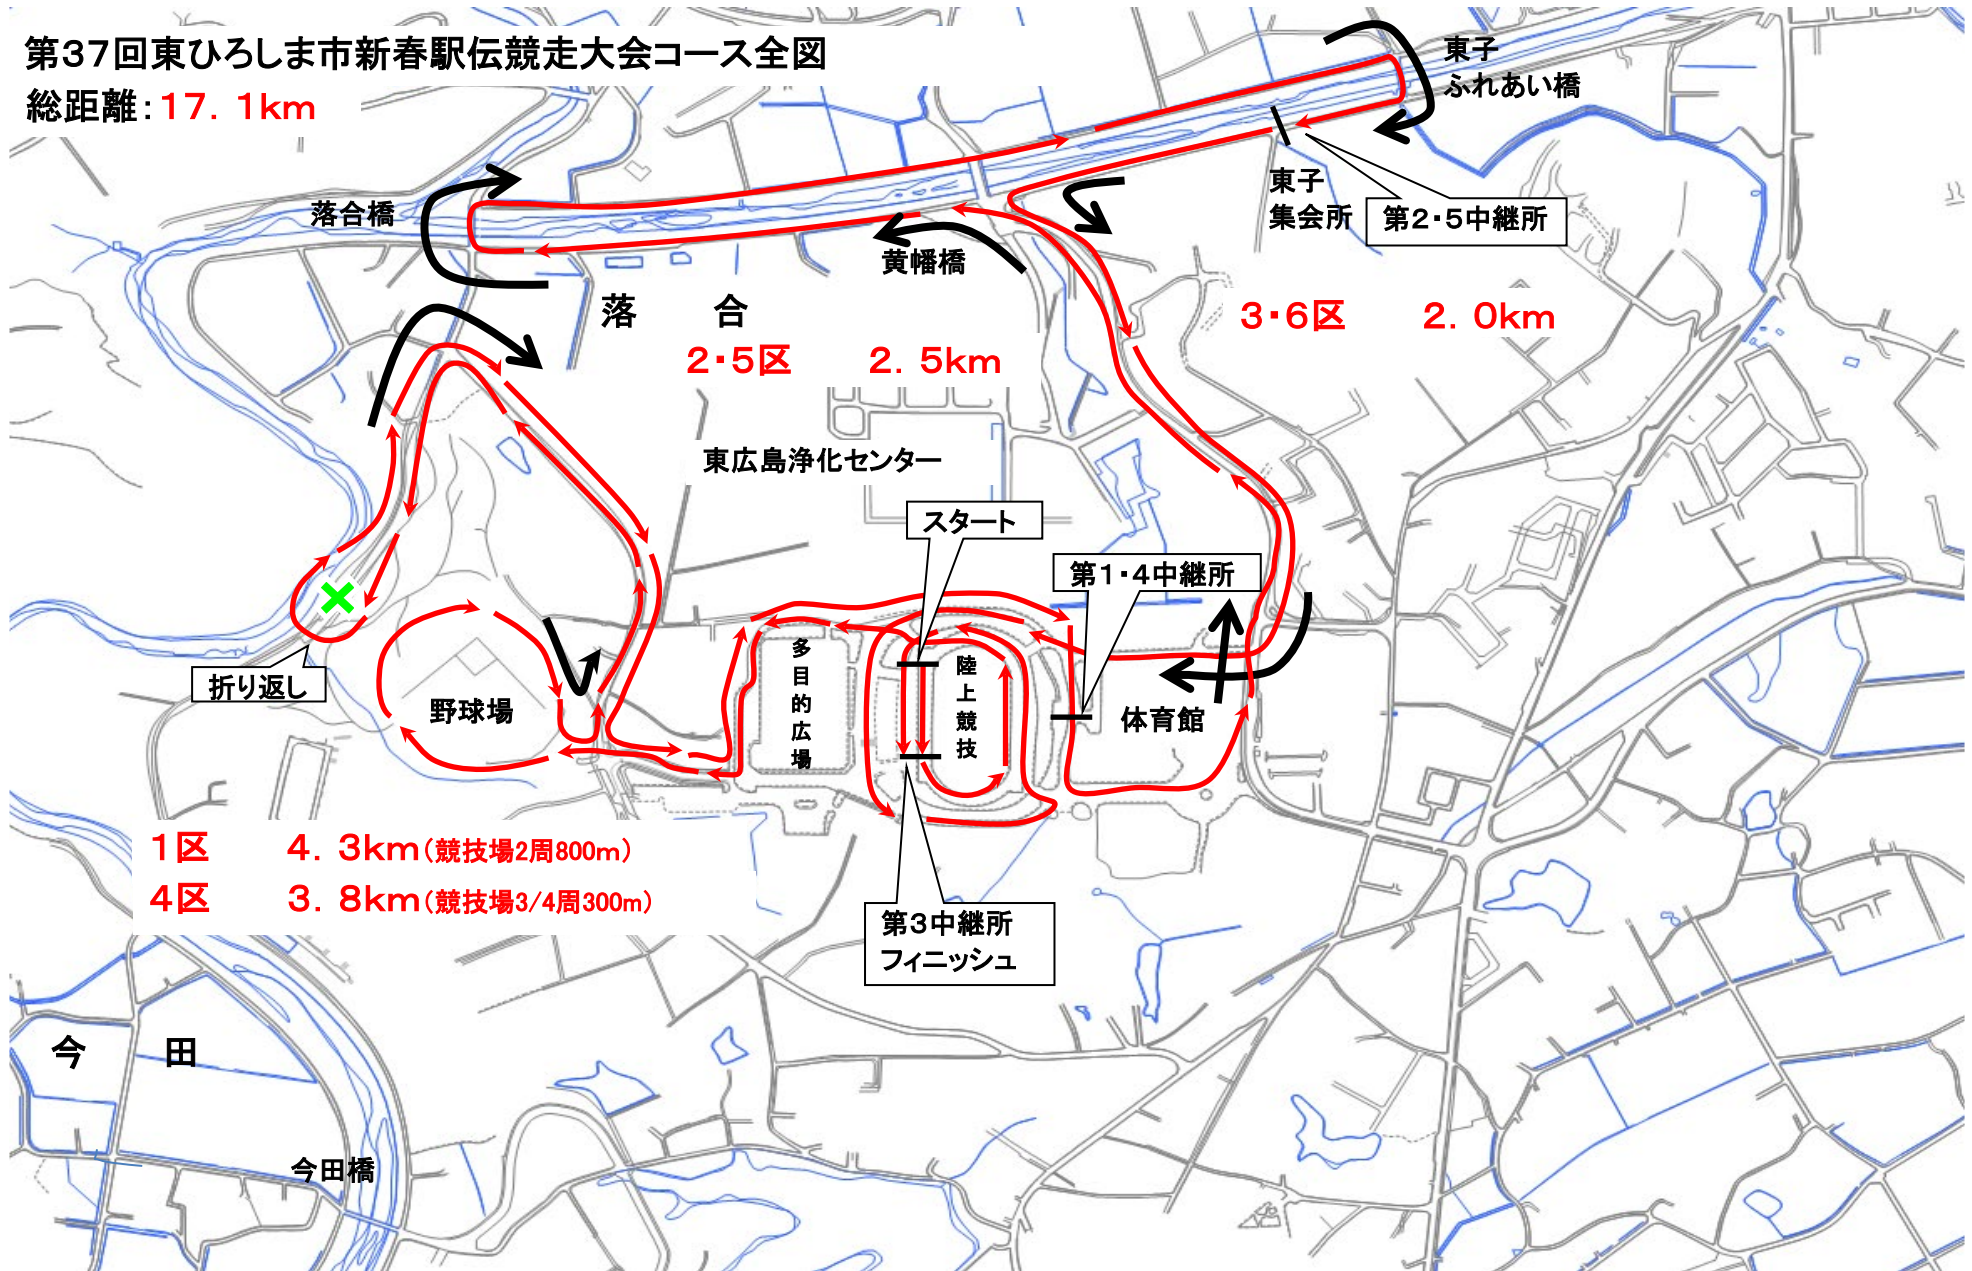 第37回東ひろしま市新春駅伝競走大会コース全図
総距離：17．1km
東子
ふれあい橋
落合橋
東子
集会所
第2・5中継所
黄幡橋
落　合
3・6区　2．0km
2・5区　2．5km
東広島浄化センター
スタート
第1・4中継所
折り返し
野球場
多目的広場
陸上競技
体育館
1区　4．3km（競技場2周800m）
4区　3．8km（競技場3/4周300m）
第3中継所
フィニッシュ
今　田
今田橋